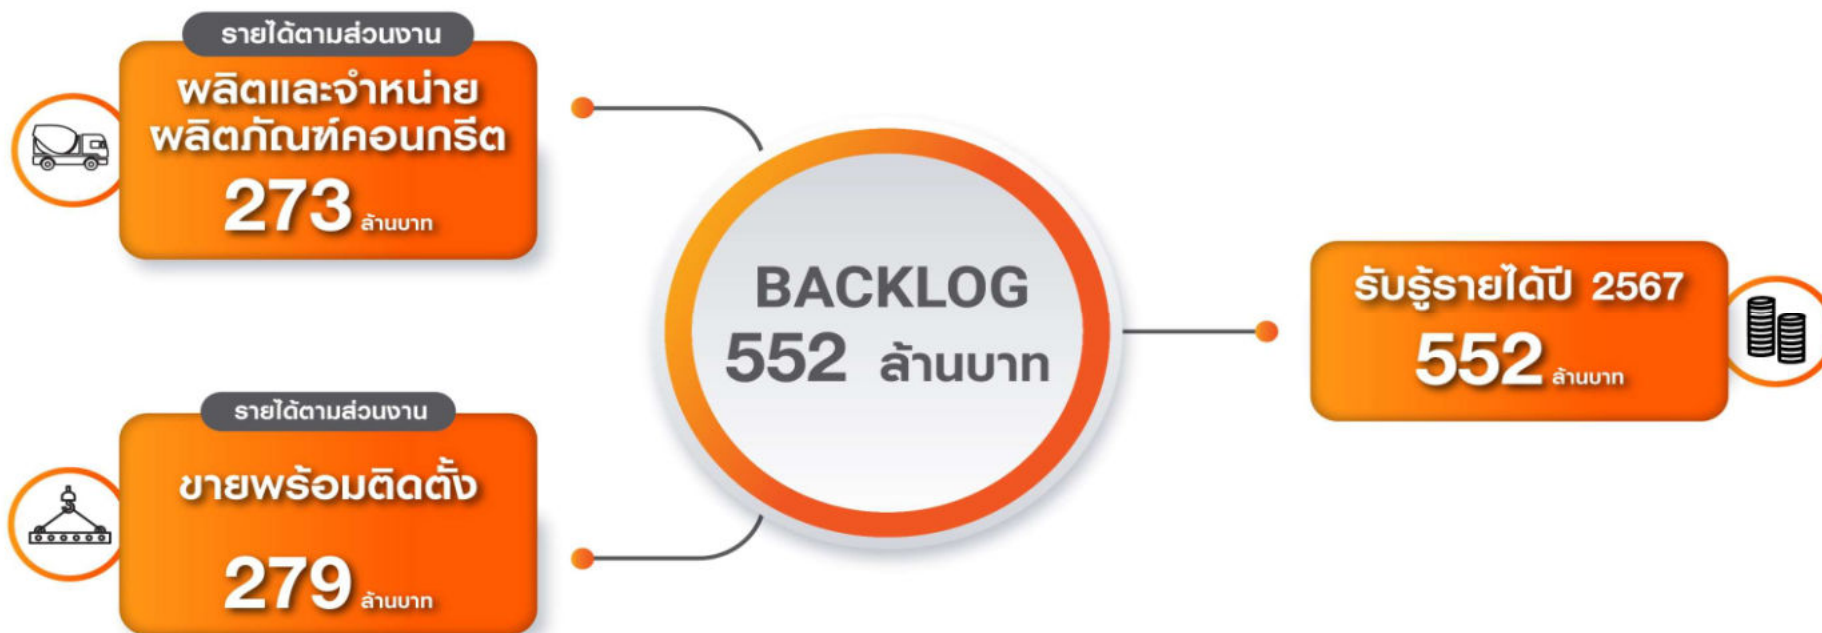 รายได้ตามส่วนงาน
ผลิตและจำหน่าย
ผลิตภัณฑ์คอนกรีต
273 ล้านบาท
รายได้ตามส่วนงาน
ขายพร้อมติดตั้ง
279 ล้านบาท
BACKLOG
552 ล้านบาท
รับรู้รายได้ปี 2567
552 ล้านบาท